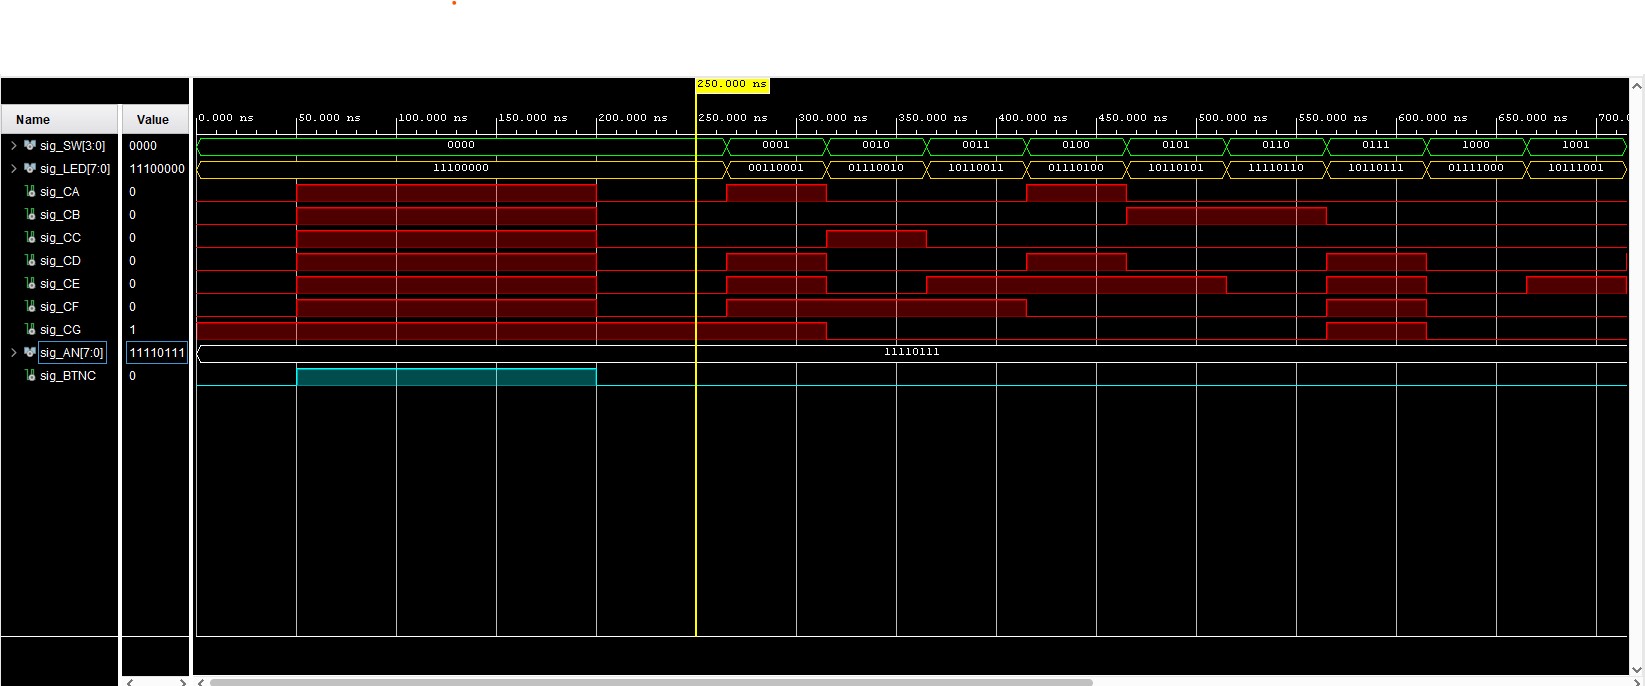 250.000 ns
Name Value
0.000 ns 50.000 ns 100.000 ns 150.000 ns 200.000 ns 250.000 ns 300.000 ns 350.000 ns 400.000 ns 450.000 ns 500.000 ns 550.000 ns 600.000 ns 650.000 ns 700.
sig_SW[3:0] 0000 0000 0001 0010 0011 0100 0101 0110 0111 1000 1001
sig_LED[7:0] 11100000 11100000 00110001 01110010 10110011 01110100 10110101 11110110 10110111 01111000 10111001
sig_CA 0
sig_CB 0
sig_CC 0
sig_CD 0
sig_CE 0
sig_CF 0
sig_CG 1
sig_AN[7:0] 11110111 11110111
sig_BTNC 0